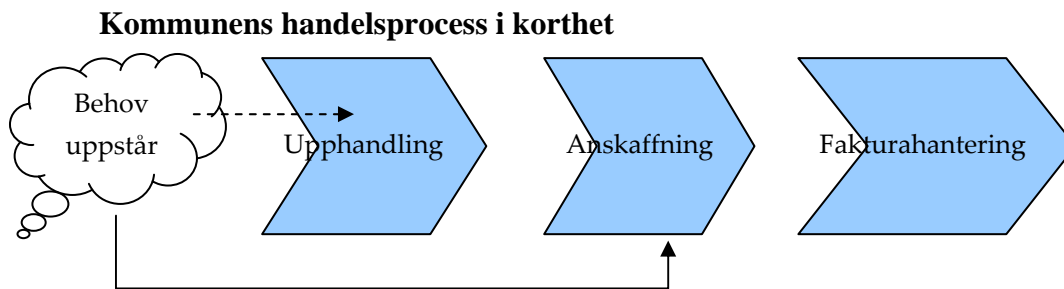 Kommunens handelsprocess i korthet
Behov
uppstår
Upphandling
Anskaffning
Fakturahantering